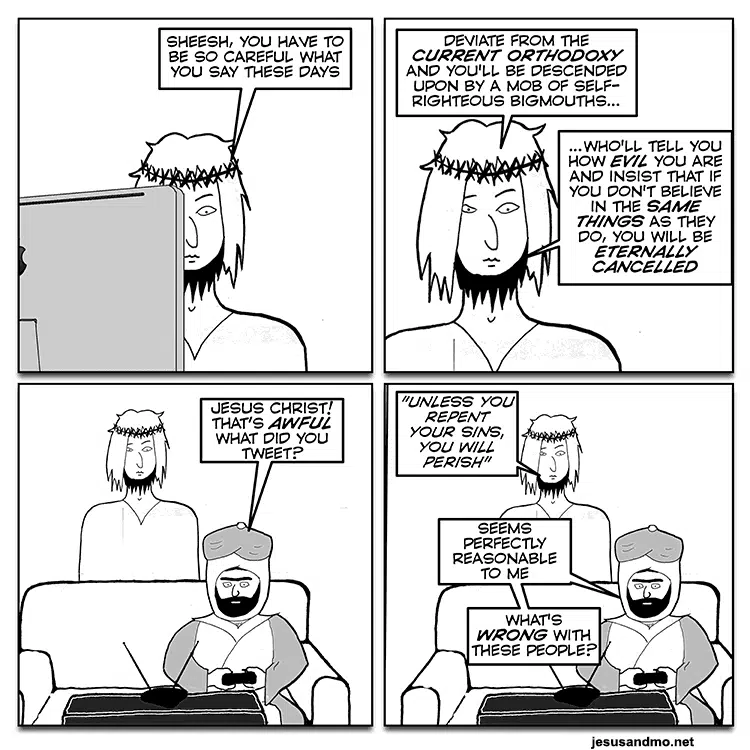 SHEESH, YOU HAVE TO
BE SO CAREFUL WHAT
YOU SAY THESE DAYS
DEVIATE FROM THE
CURRENT ORTHODOXY
AND YOU'LL BE DESCENDED
UPON BY A MOB OF SELF-
RIGHTEOUS BIGMOUTHS...
...WHO'LL TELL YOU
HOW EVIL YOU ARE
AND INSIST THAT IF
YOU DON'T BELIEVE
IN THE SAME
THINGS AS THEY
DO, YOU WILL BE
ETERNALLY
CANCELLED
JESUS CHRIST!
THAT'S AWFUL
WHAT DID YOU
TWEET?
"UNLESS YOU
REPENT
YOUR SINS,
YOU WILL
PERISH"
SEEMS
PERFECTLY
REASONABLE
TO ME
WHAT'S
WRONG WITH
THESE PEOPLE?
jesusandmo.net